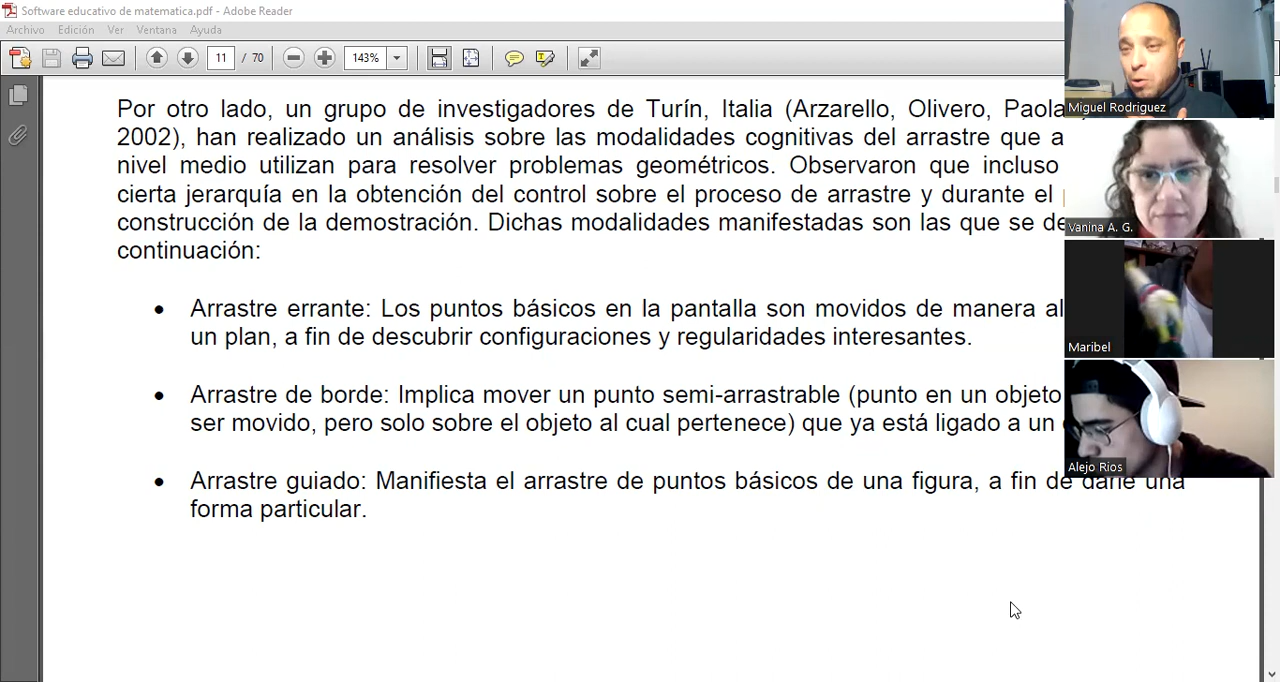 Software educativo de matematica.pdf - Adobe Reader
Archivo Edición Ver Ventana Ayuda
11 / 70 143%
Por otro lado, un grupo de investigadores de Turín, Italia (Arzarello, Olivero, Paola
2002), han realizado un análisis sobre las modalidades cognitivas del arrastre que a
nivel medio utilizan para resolver problemas geométricos. Observaron que incluso
cierta jerarquía en la obtención del control sobre el proceso de arrastre y durante el
construcción de la demostración. Dichas modalidades manifestadas son las que se de
continuación:
• Arrastre errante: Los puntos básicos en la pantalla son movidos de manera al
un plan, a fin de descubrir configuraciones y regularidades interesantes.
• Arrastre de borde: Implica mover un punto semi-arrastrable (punto en un objeto
ser movido, pero solo sobre el objeto al cual pertenece) que ya está ligado a un
• Arrastre guiado: Manifiesta el arrastre de puntos básicos de una figura, a fin de darle una
forma particular.
Miguel Rodriguez
Vanina A. G.
Maribel
Alejo Rios